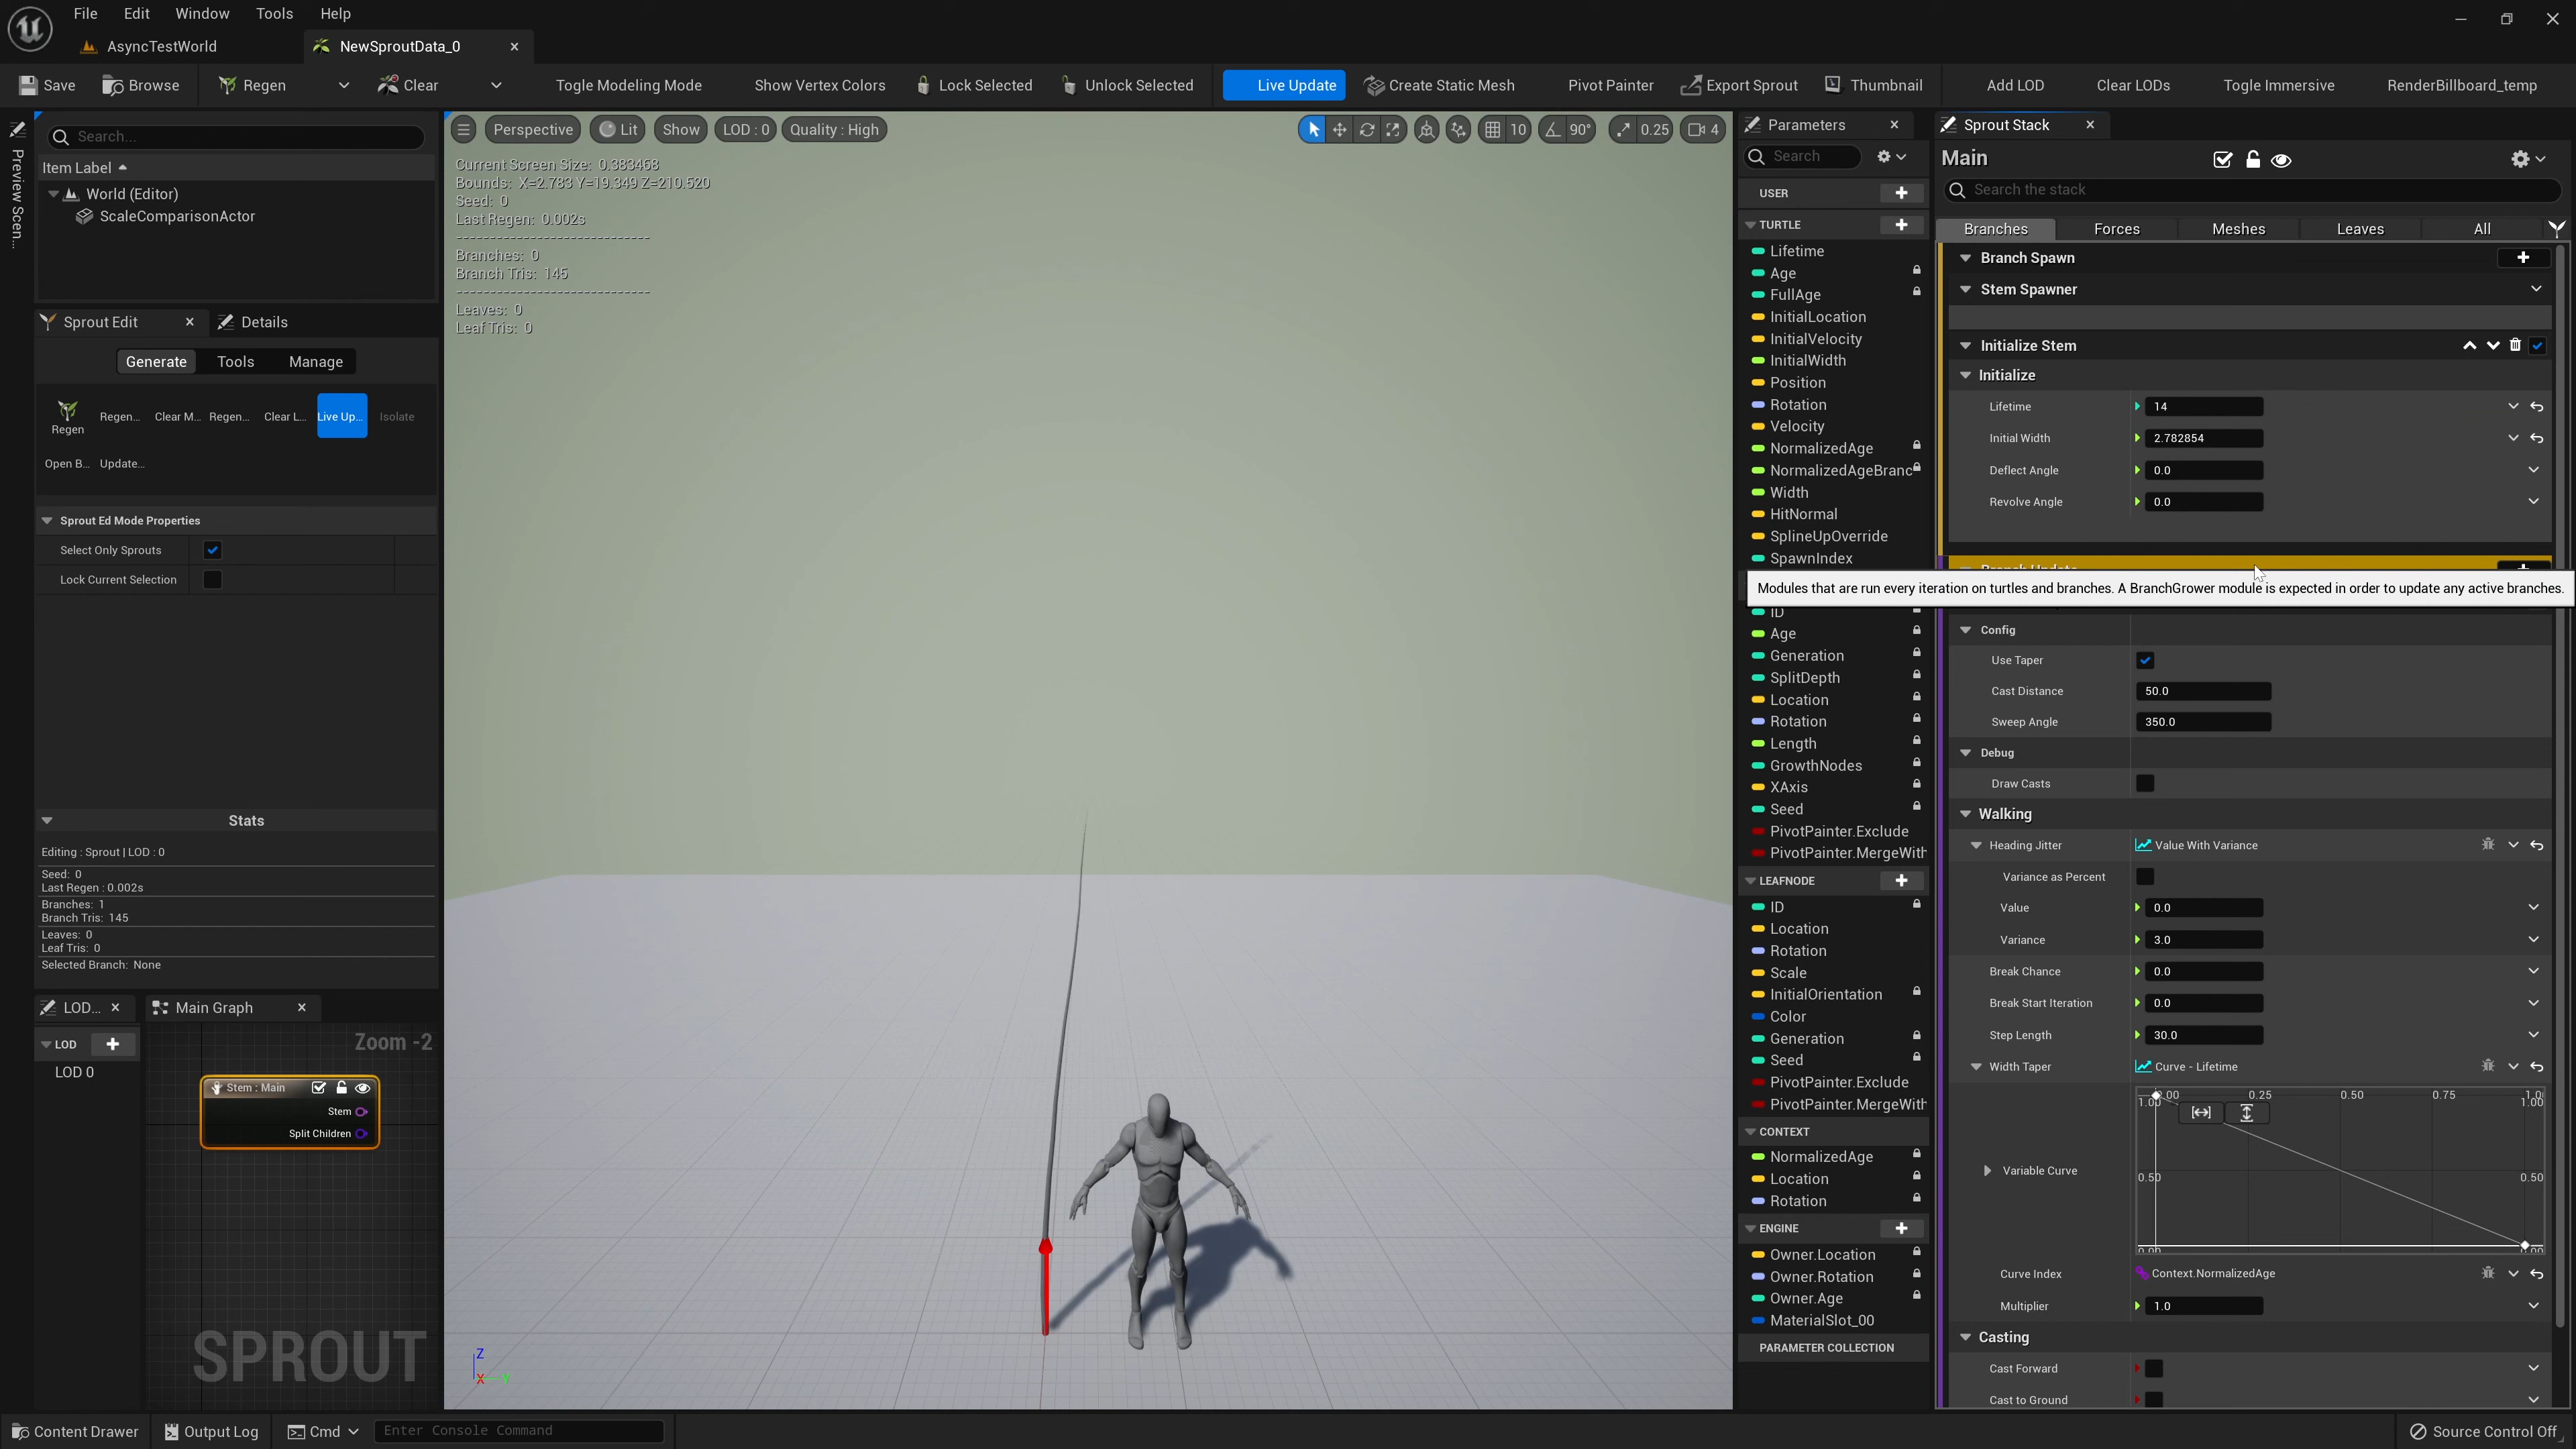 File Edit Window Tools Help
AsyncTestWorld
NewSproutData_0
Save Browse Regen Clear Togle Modeling Mode Show Vertex Colors Lock Selected Unlock Selected Live Update Create Static Mesh Pivot Painter Export Sprout Thumbnail Add LOD Clear LODs Togle Immersive RenderBillboard_temp
Preview Scen...
Search...
Item Label
World (Editor)
ScaleComparisonActor
Sprout Edit
Details
Generate Tools Manage
Regen Regen... Clear M... Regen... Clear L... Live Up... Isolate
Open B... Update...
Sprout Ed Mode Properties
Select Only Sprouts
Lock Current Selection
Stats
Editing : Sprout | LOD : 0
Seed: 0
Last Regen : 0.002s
Branches: 1
Branch Tris: 145
Leaves: 0
Leaf Tris: 0
Selected Branch: None
LOD...
Main Graph
LOD
LOD 0
Zoom -2
Stem : Main
Stem
Split Children
SPROUT
Perspective Lit Show LOD : 0 Quality : High
10 90° 0.25 4
Current Screen Size: 0.383468
Bounds: X=2.783 Y=19.349 Z=210.520
Seed: 0
Last Regen: 0.002s
-----------------------------
Branches: 0
Branch Tris: 145
-----------------------------
Leaves: 0
Leaf Tris: 0
Z
X
Y
Parameters
Search
USER
TURTLE
Lifetime
Age
FullAge
InitialLocation
InitialVelocity
InitialWidth
Position
Rotation
Velocity
NormalizedAge
NormalizedAgeBranc
Width
HitNormal
SplineUpOverride
SpawnIndex
ID
Age
Generation
SplitDepth
Location
Rotation
Length
GrowthNodes
XAxis
Seed
PivotPainter.Exclude
PivotPainter.MergeWith
LEAFNODE
ID
Location
Rotation
Scale
InitialOrientation
Color
Generation
Seed
PivotPainter.Exclude
PivotPainter.MergeWith
CONTEXT
NormalizedAge
Location
Rotation
ENGINE
Owner.Location
Owner.Rotation
Owner.Age
MaterialSlot_00
PARAMETER COLLECTION
Sprout Stack
Main
Search the stack
Branches Forces Meshes Leaves All
Branch Spawn
Stem Spawner
Initialize Stem
Initialize
Lifetime 14
Initial Width 2.782854
Deflect Angle 0.0
Revolve Angle 0.0
Branch Update
Modules that are run every iteration on turtles and branches. A BranchGrower module is expected in order to update any active branches.
Config
Use Taper
Cast Distance 50.0
Sweep Angle 350.0
Debug
Draw Casts
Walking
Heading Jitter Value With Variance
Variance as Percent
Value 0.0
Variance 3.0
Break Chance 0.0
Break Start Iteration 0.0
Step Length 30.0
Width Taper Curve - Lifetime
0.25 0.50 0.75
1.00 1.00
Variable Curve
0.50 0.50
Curve Index Context.NormalizedAge
Multiplier 1.0
Casting
Cast Forward
Cast to Ground
Content Drawer Output Log Cmd Enter Console Command
Source Control Off